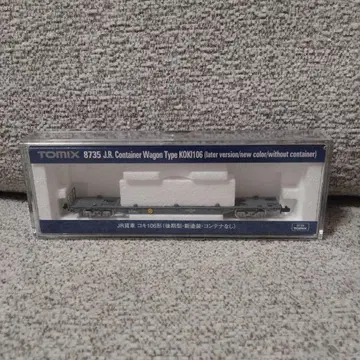 TOMIX 8735 J.R. Container Wagon Type KOKI106 (later version/new color/without container)
JR貨車 コキ106形(後期型・新塗装・コンテナなし)